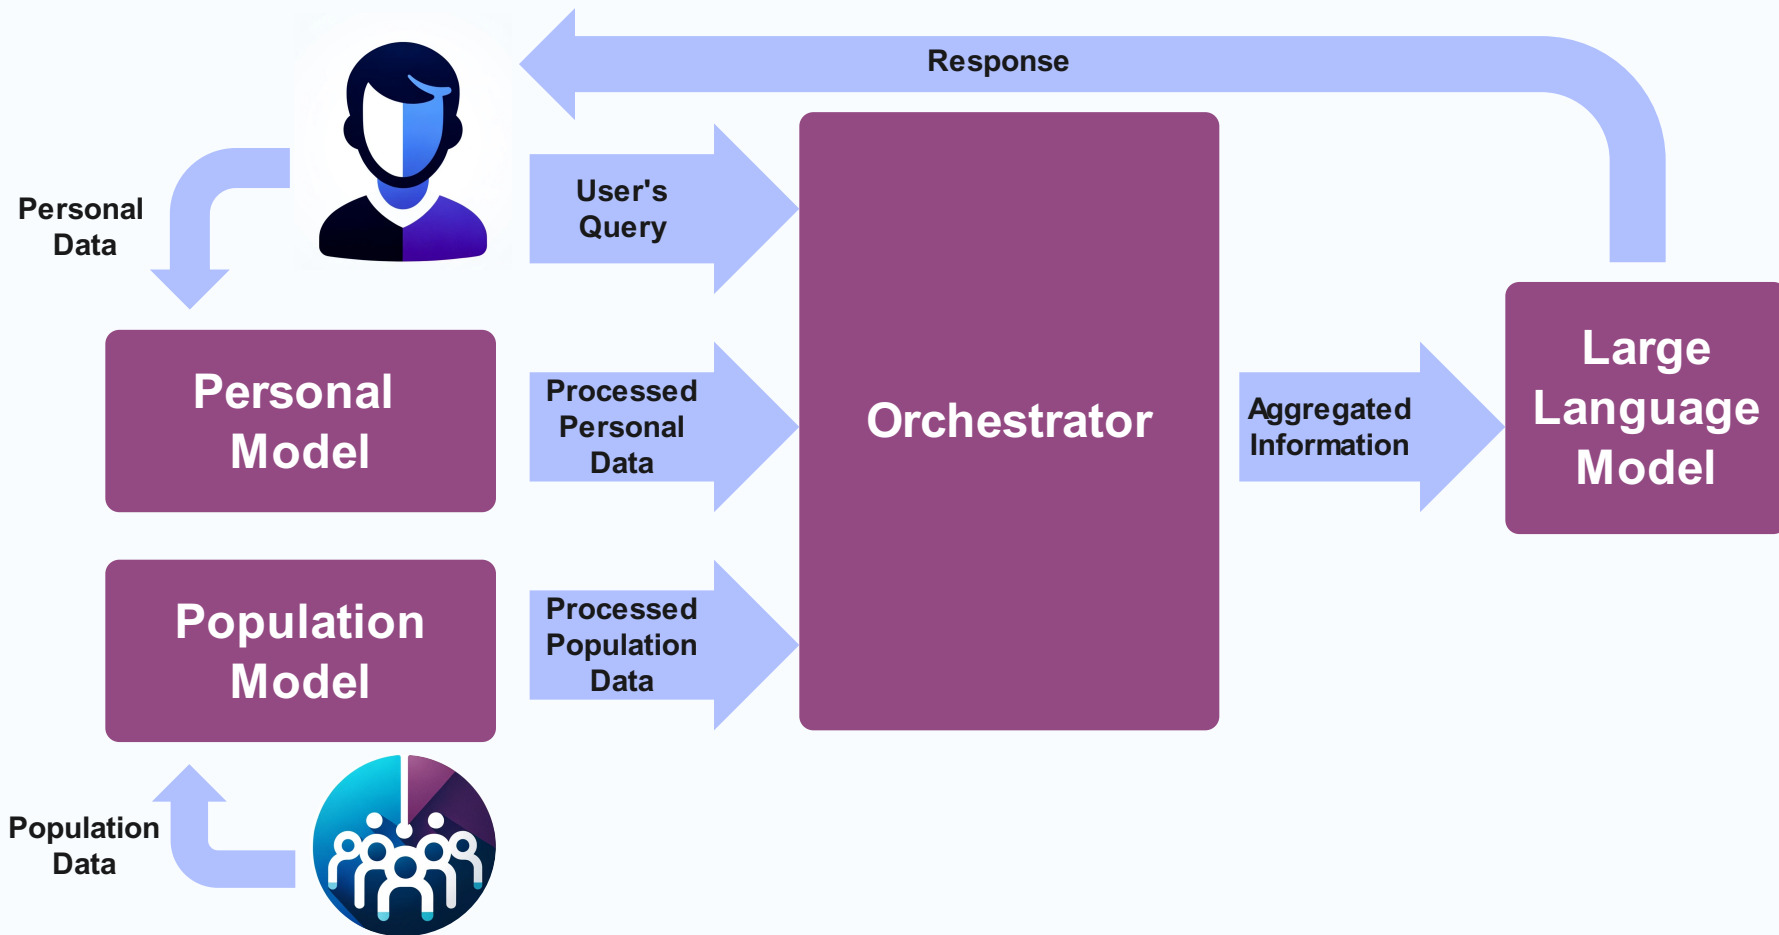 Response
User's
Query
Personal
Data
Personal
Model
Processed
Personal
Data
Orchestrator
Aggregated
Information
Large
Language
Model
Population
Model
Processed
Population
Data
Population
Data